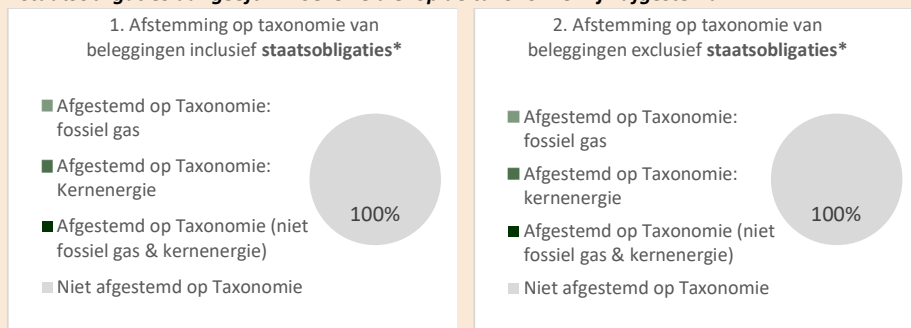 1. Afstemming op taxonomie van
beleggingen inclusief staatsobligaties*
Afgestemd op Taxonomie:
fossiel gas
Afgestemd op Taxonomie:
Kernenergie
Afgestemd op Taxonomie (niet
fossiel gas & kernenergie)
Niet afgestemd op Taxonomie
100%
2. Afstemming op taxonomie van
beleggingen exclusief staatsobligaties*
Afgestemd op Taxonomie:
fossiel gas
Afgestemd op Taxonomie:
kernenergie
Afgestemd op Taxonomie (niet
fossiel gas & kernenergie)
Niet afgestemd op Taxonomie
100%